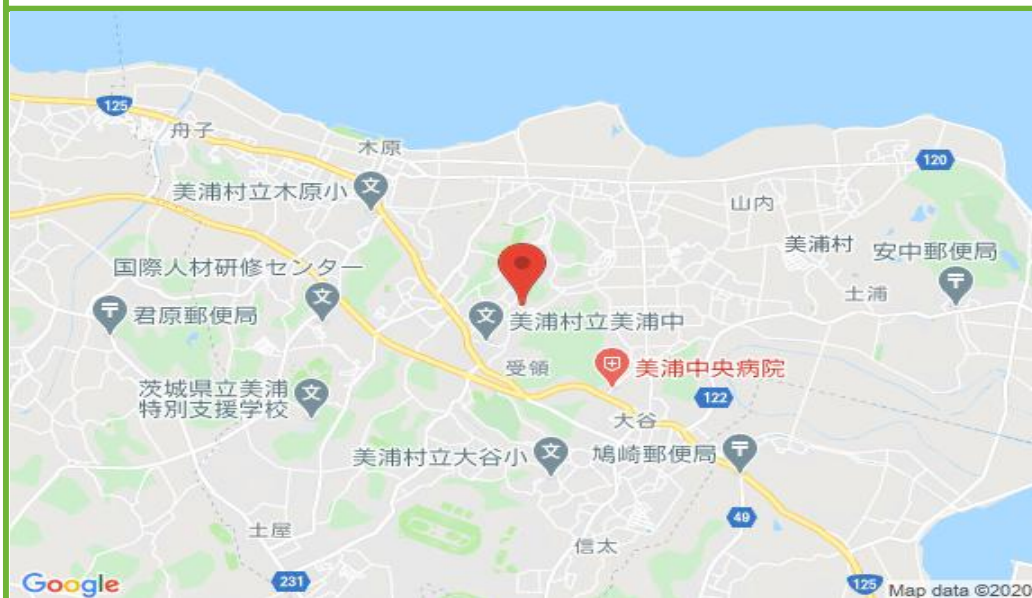 125
舟子
木原
120
美浦村立木原小
山内
美浦村
安中郵便局
国際人材研修センター
土浦
君原郵便局
美浦村立美浦中
受領
美浦中央病院
茨城県立美浦
特別支援学校
122
大谷
美浦村立大谷小
鳩崎郵便局
49
土屋
信太
Google
231
125
Map data ©2020